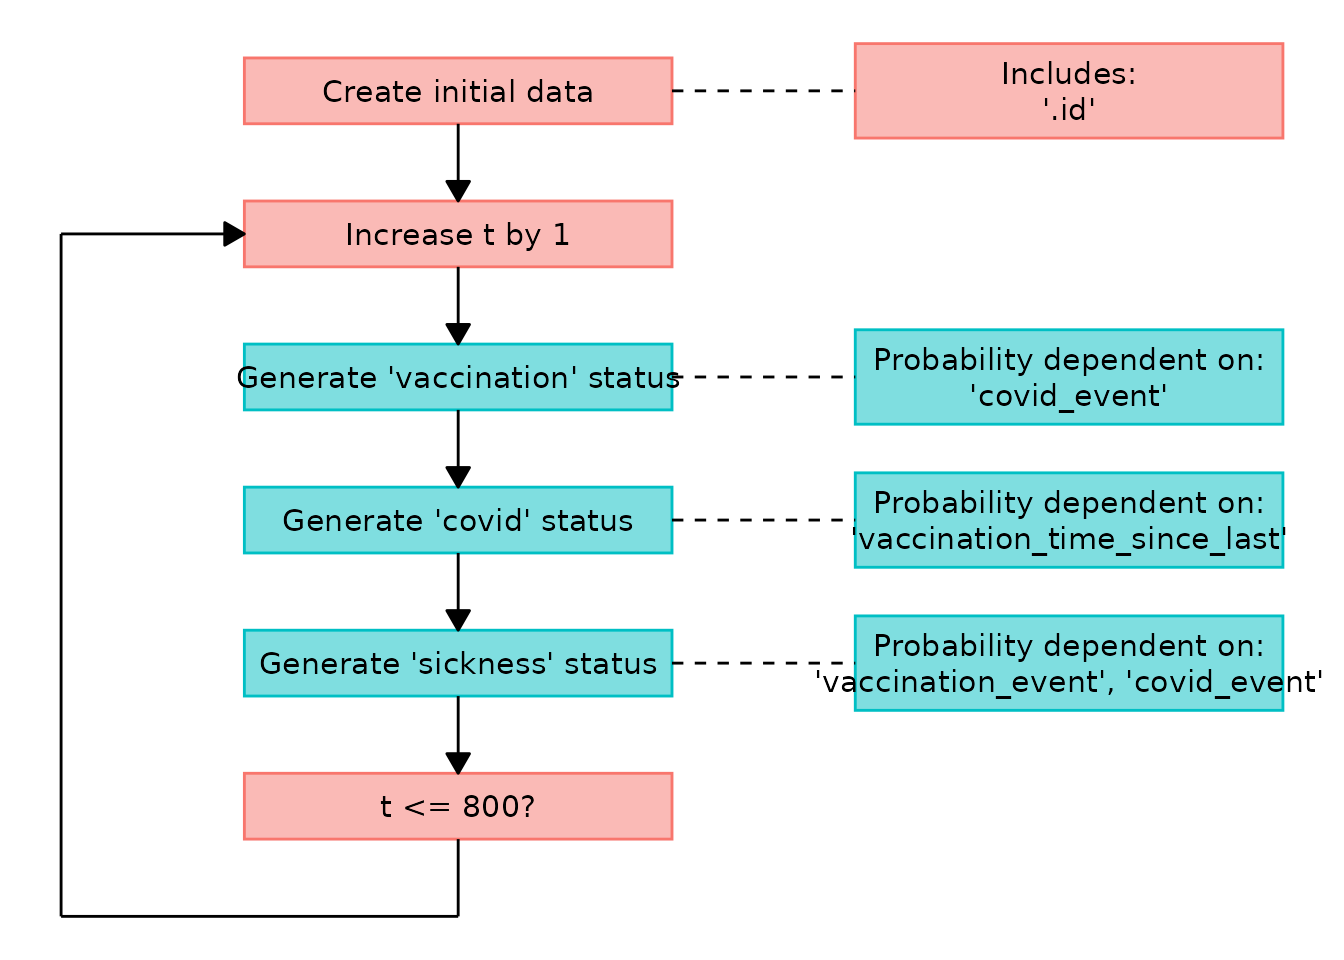 Create initial data
Includes:
'.id'
Increase t by 1
Generate 'vaccination' status
Probability dependent on:
'covid_event'
Generate 'covid' status
Probability dependent on:
'vaccination_time_since_last'
Generate 'sickness' status
Probability dependent on:
'vaccination_event', 'covid_event'
t <= 800?